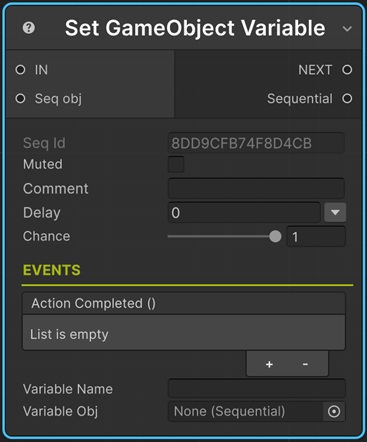 Set GameObject Variable
IN
NEXT
Seq obj
Sequential
Seq Id
8DD9CFB74F8D4CB
Muted
Comment
Delay
0
Chance
1
EVENTS
Action Completed ()
List is empty
+ -
Variable Name
Variable Obj
None (Sequential)